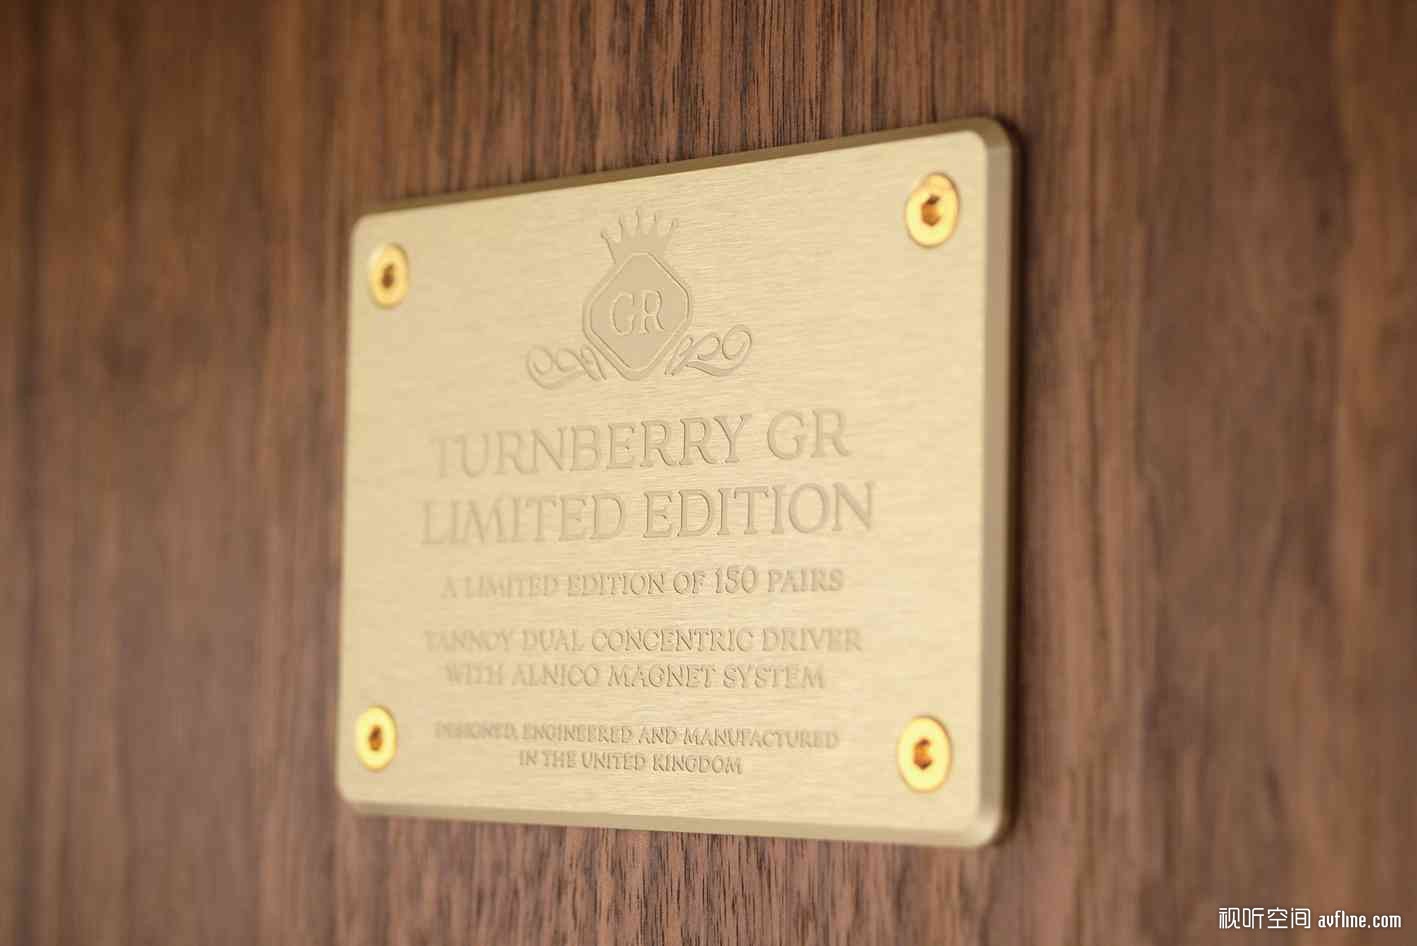 GR
TURNBERRY GR
LIMITED EDITION
A LIMITED EDITION OF 150 PAIRS
TANNOY DUAL CONCENTRIC DRIVER
WITH ALNICO MAGNET SYSTEM
DESIGNED, ENGINEERED AND MANUFACTURED
IN THE UNITED KINGDOM
视听空间 avfline.com